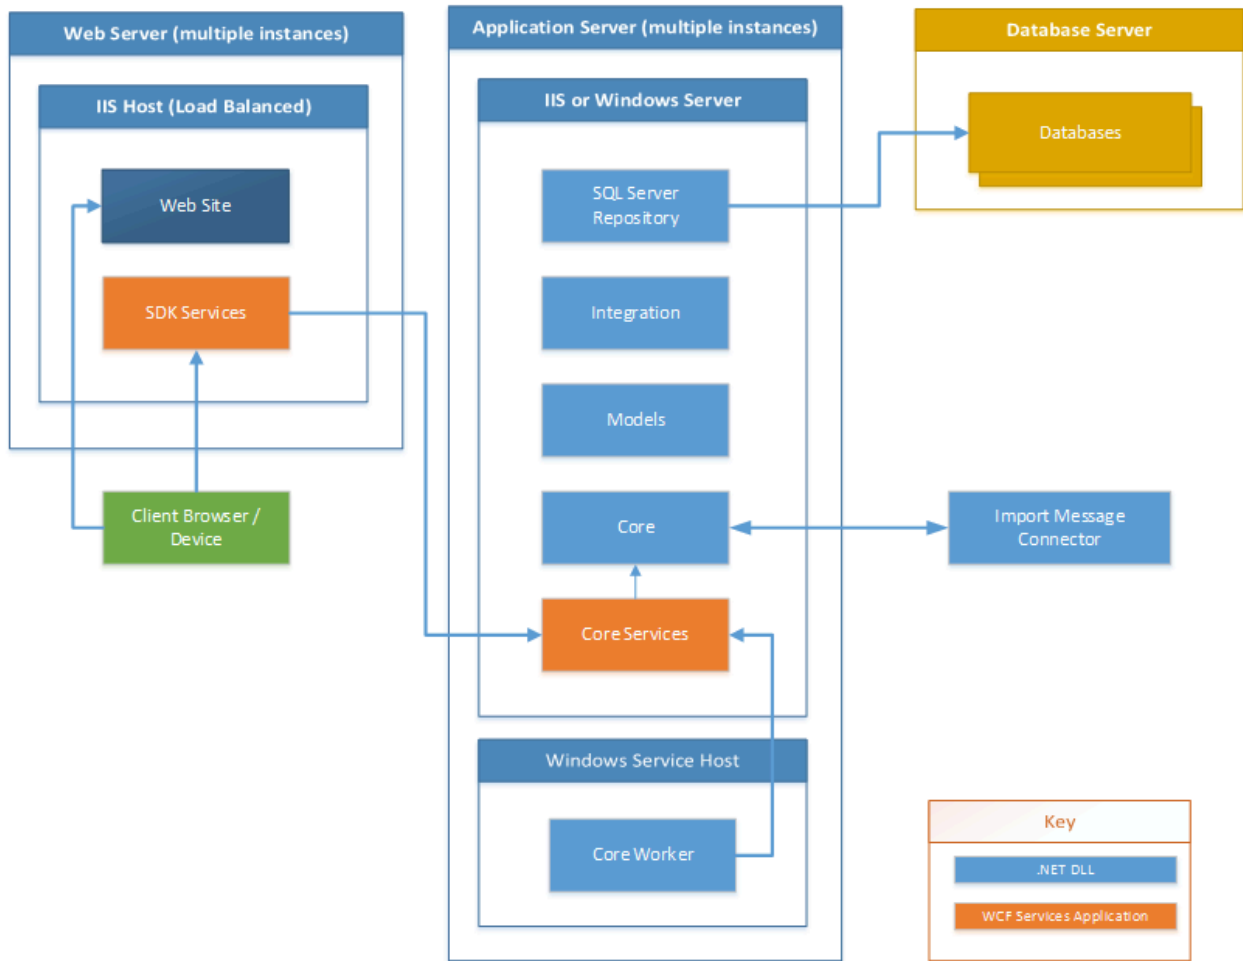 Web Server (multiple instances)
IIS Host (Load Balanced)
Web Site
SDK Services
Client Browser /
Device
Application Server (multiple instances)
IIS or Windows Server
SQL Server
Repository
Integration
Models
Core
Core Services
Windows Service Host
Core Worker
Database Server
Databases
Import Message
Connector
Key
.NET DLL
WCF Services Application